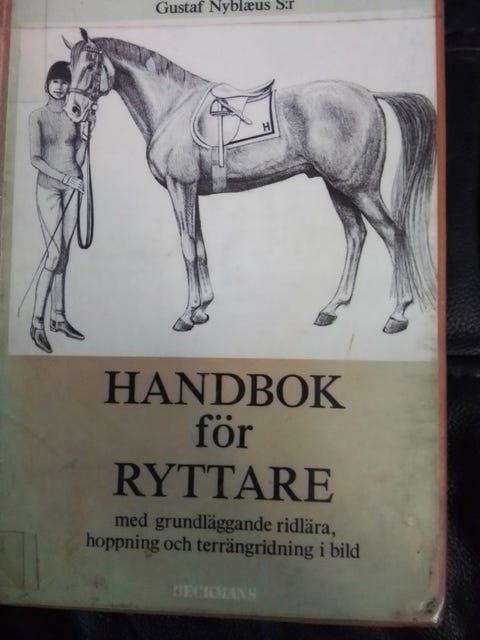 Gustaf Nyblæus S:r
H
HANDBOK
för
RYTTARE
med grundläggande ridlära,
hoppning och terrängridning i bild
BECKMANS